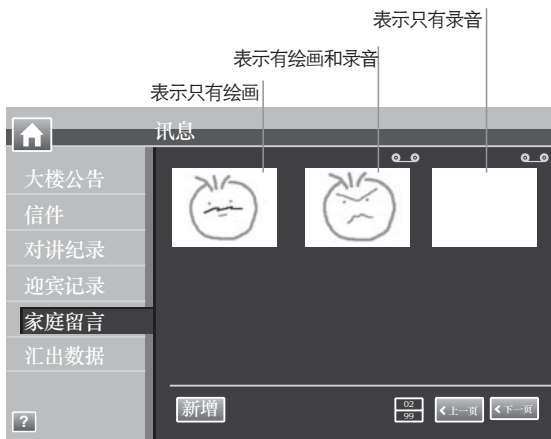 表示只有录音
表示有绘画和录音
表示只有绘画
讯息
大楼公告
信件
对讲纪录
迎宾记录
家庭留言
汇出数据
?
新增
02
99
<上一页
<下一页